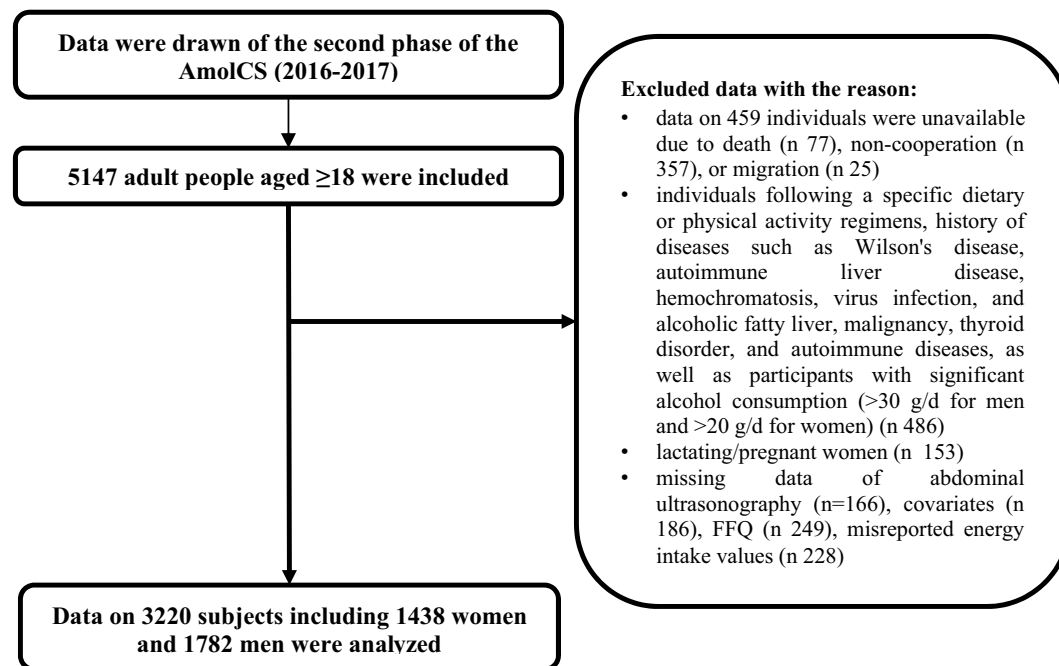 Data were drawn of the second phase of the
AmolCS (2016-2017)
5147 adult people aged ≥18 were included
Excluded data with the reason:
• data on 459 individuals were unavailable
due to death (n 77), non-cooperation (n
357), or migration (n 25)
• individuals following a specific dietary
or physical activity regimens, history of
diseases such as Wilson's disease,
autoimmune liver disease,
hemochromatosis, virus infection, and
alcoholic fatty liver, malignancy, thyroid
disorder, and autoimmune diseases, as
well as participants with significant
alcohol consumption (>30 g/d for men
and >20 g/d for women) (n 486)
• lactating/pregnant women (n 153)
• missing data of abdominal
ultrasonography (n=166), covariates (n
186), FFQ (n 249), misreported energy
intake values (n 228)
Data on 3220 subjects including 1438 women
and 1782 men were analyzed